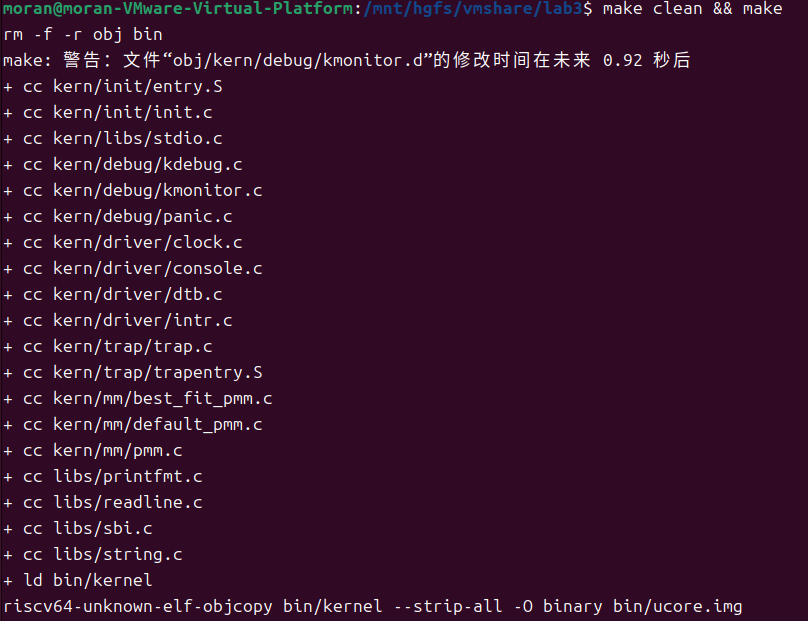 moran@moran-VMware-Virtual-Platform:/mnt/hgfs/vmshare/lab3$ make clean && make
rm -f -r obj bin
make: 警告：文件“obj/kern/debug/kmonitor.d”的修改时间在未来 0.92 秒后
+ cc kern/init/entry.S
+ cc kern/init/init.c
+ cc kern/libs/stdio.c
+ cc kern/debug/kdebug.c
+ cc kern/debug/kmonitor.c
+ cc kern/debug/panic.c
+ cc kern/driver/clock.c
+ cc kern/driver/console.c
+ cc kern/driver/dtb.c
+ cc kern/driver/intr.c
+ cc kern/trap/trap.c
+ cc kern/trap/trapentry.S
+ cc kern/mm/best_fit_pmm.c
+ cc kern/mm/default_pmm.c
+ cc kern/mm/pmm.c
+ cc libs/printfmt.c
+ cc libs/readline.c
+ cc libs/sbi.c
+ cc libs/string.c
+ ld bin/kernel
riscv64-unknown-elf-objcopy bin/kernel --strip-all -O binary bin/ucore.img